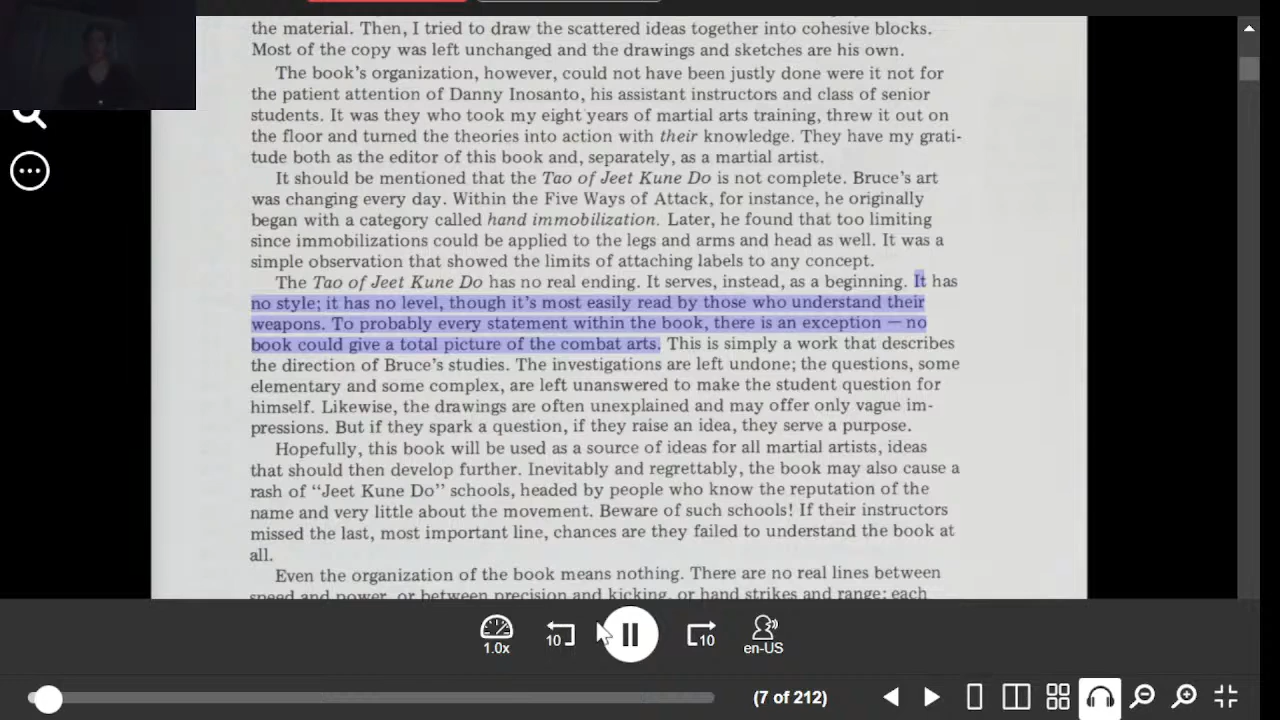 the material. Then, I tried to draw the scattered ideas together into cohesive blocks.
Most of the copy was left unchanged and the drawings and sketches are his own.
The book's organization, however, could not have been justly done were it not for
the patient attention of Danny Inosanto, his assistant instructors and class of senior
students. It was they who took my eight years of martial arts training, threw it out on
the floor and turned the theories into action with their knowledge. They have my grati-
tude both as the editor of this book and, separately, as a martial artist.
It should be mentioned that the Tao of Jeet Kune Do is not complete. Bruce's art
was changing every day. Within the Five Ways of Attack, for instance, he originally
began with a category called hand immobilization. Later, he found that too limiting
since immobilizations could be applied to the legs and arms and head as well. It was a
simple observation that showed the limits of attaching labels to any concept.
The Tao of Jeet Kune Do has no real ending. It serves, instead, as a beginning. It has
no style; it has no level, though it's most easily read by those who understand their
weapons. To probably every statement within the book, there is an exception — no
book could give a total picture of the combat arts. This is simply a work that describes
the direction of Bruce's studies. The investigations are left undone; the questions, some
elementary and some complex, are left unanswered to make the student question for
himself. Likewise, the drawings are often unexplained and may offer only vague im-
pressions. But if they spark a question, if they raise an idea, they serve a purpose.
Hopefully, this book will be used as a source of ideas for all martial artists, ideas
that should then develop further. Inevitably and regrettably, the book may also cause a
rash of "Jeet Kune Do" schools, headed by people who know the reputation of the
name and very little about the movement. Beware of such schools! If their instructors
missed the last, most important line, chances are they failed to understand the book at
all.
Even the organization of the book means nothing. There are no real lines between
speed and power, or between precision and kicking, or hand strikes and range; each
1.0x
10
10
en-US
(7 of 212)